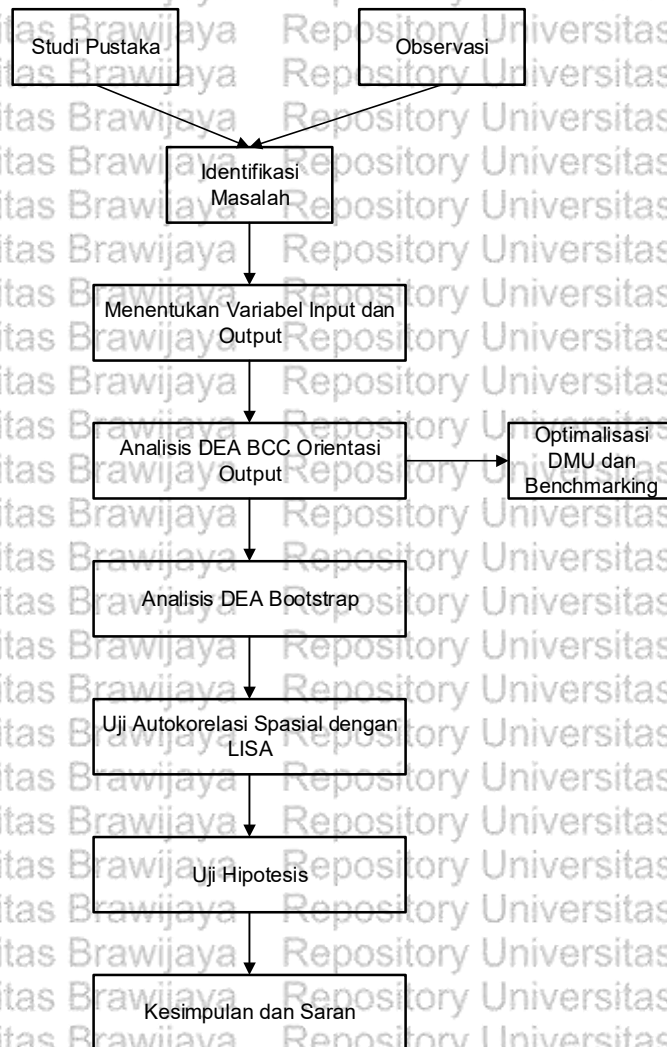 Studi Pustaka
Observasi
Identifikasi
Masalah
Menentukan Variabel Input dan
Output
Analisis DEA BCC Orientasi
Output
Optimalisasi
DMU dan
Benchmarking
Analisis DEA Bootstrap
Uji Autokorelasi Spasial dengan
LISA
Uji Hipotesis
Kesimpulan dan Saran